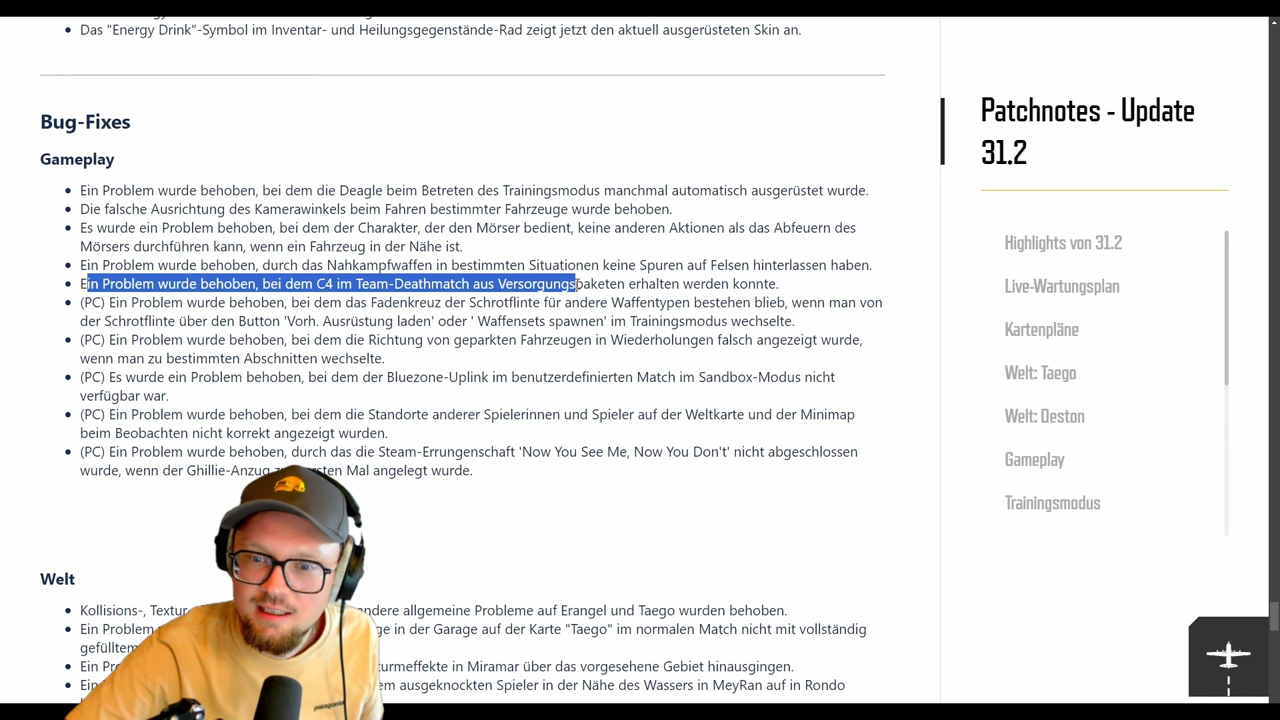 Das "Energy Drink"-Symbol im Inventar- und Heilungsgegenstände-Rad zeigt jetzt den aktuell ausgerüsteten Skin an.
Bug-Fixes
Gameplay
Ein Problem wurde behoben, bei dem die Deagle beim Betreten des Trainingsmodus manchmal automatisch ausgerüstet wurde.
Die falsche Ausrichtung des Kamerawinkels beim Fahren bestimmter Fahrzeuge wurde behoben.
Es wurde ein Problem behoben, bei dem der Charakter, der den Mörser bedient, keine anderen Aktionen als das Abfeuern des
Mörsers durchführen kann, wenn ein Fahrzeug in der Nähe ist.
Ein Problem wurde behoben, durch das Nahkampfwaffen in bestimmten Situationen keine Spuren auf Felsen hinterlassen haben.
Ein Problem wurde behoben, bei dem C4 im Team-Deathmatch aus Versorgungspaketen erhalten werden konnte.
(PC) Ein Problem wurde behoben, bei dem das Fadenkreuz der Schrotflinte für andere Waffentypen bestehen blieb, wenn man von
der Schrotflinte über den Button 'Vorh. Ausrüstung laden' oder ' Waffensets spawnen' im Trainingsmodus wechselte.
(PC) Ein Problem wurde behoben, bei dem die Richtung von geparkten Fahrzeugen in Wiederholungen falsch angezeigt wurde,
wenn man zu bestimmten Abschnitten wechselte.
(PC) Es wurde ein Problem behoben, bei dem der Bluezone-Uplink im benutzerdefinierten Match im Sandbox-Modus nicht
verfügbar war.
(PC) Ein Problem wurde behoben, bei dem die Standorte anderer Spielerinnen und Spieler auf der Weltkarte und der Minimap
beim Beobachten nicht korrekt angezeigt wurden.
(PC) Ein Problem wurde behoben, durch das die Steam-Errungenschaft 'Now You See Me, Now You Don't' nicht abgeschlossen
wurde, wenn der Ghillie-Anzug zum ersten Mal angelegt wurde.
Welt
Kollisions-, Textur- andere allgemeine Probleme auf Erangel und Taego wurden behoben.
Ein Problem in der Garage auf der Karte "Taego" im normalen Match nicht mit vollständig
gefülltem
Ein über das vorgesehene Gebiet hinausgingen.
ausgeknockten Spieler in der Nähe des Wassers in MeyRan auf in Rondo
Patchnotes - Update
31.2
Highlights von 31.2
Live-Wartungsplan
Kartenpläne
Welt: Taego
Welt: Deston
Gameplay
Trainingsmodus